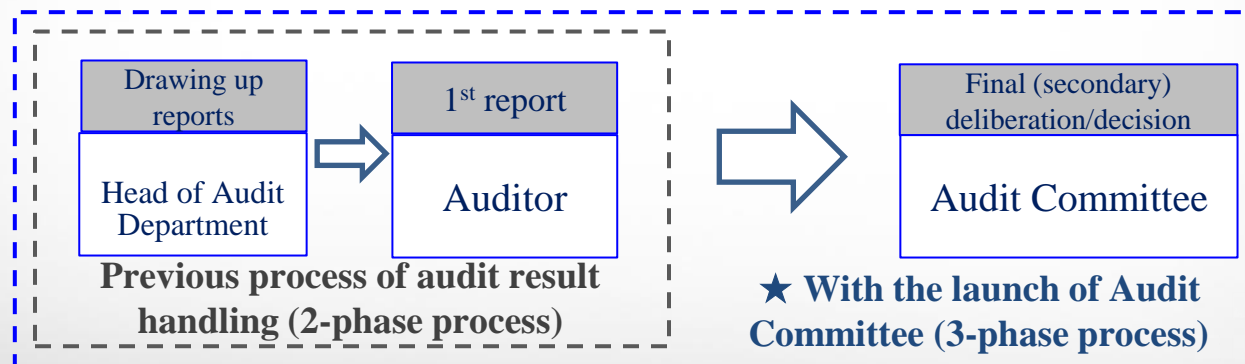 Drawing up
reports
Head of Audit
Department
1st report
Auditor
Previous process of audit result
handling (2-phase process)
Final (secondary)
deliberation/decision
Audit Committee
★ With the launch of Audit
Committee (3-phase process)